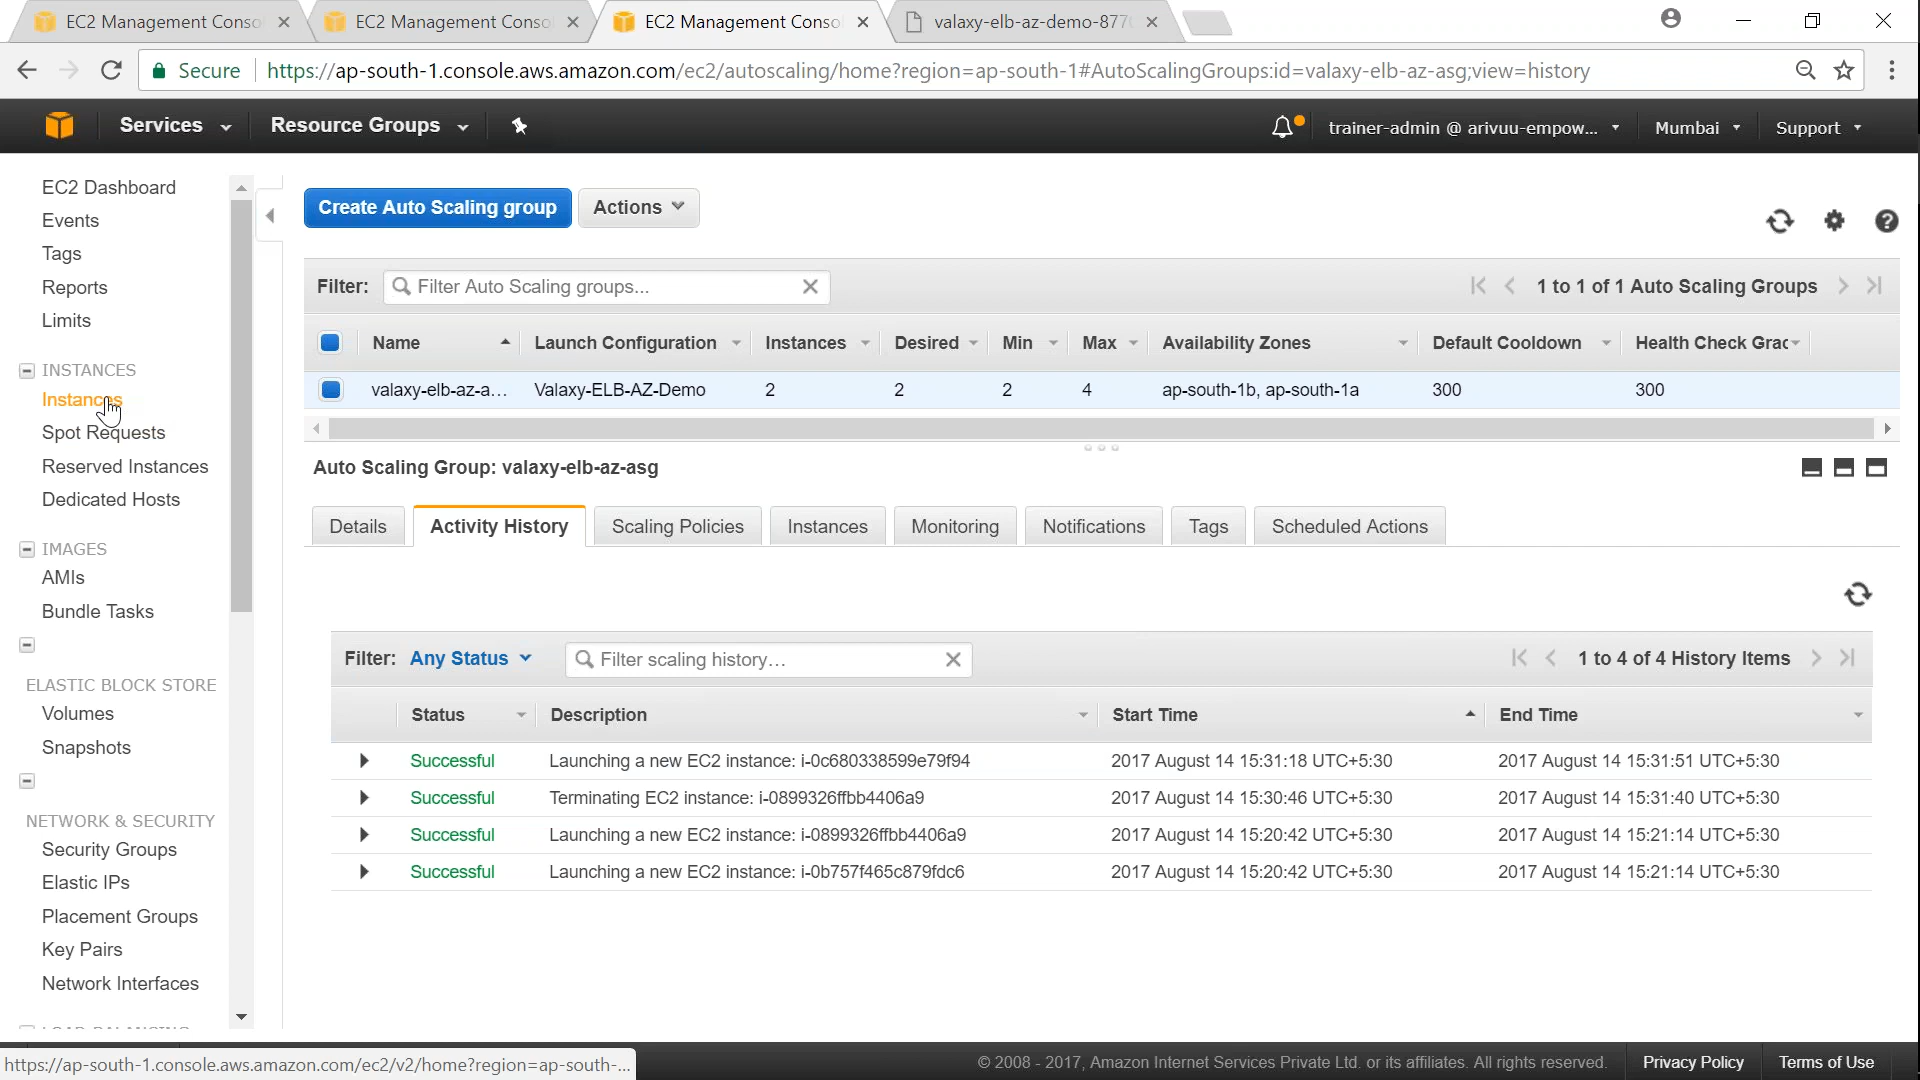 EC2 Management Conso
EC2 Management Conso
EC2 Management Conso
valaxy-elb-az-demo-877
Secure
https://ap-south-1.console.aws.amazon.com/ec2/autoscaling/home?region=ap-south-1#AutoScalingGroups:id=valaxy-elb-az-asg;view=history
Services
Resource Groups
trainer-admin @ arivuu-empow...
Mumbai
Support
EC2 Dashboard
Events
Tags
Reports
Limits
INSTANCES
Instances
Spot Requests
Reserved Instances
Dedicated Hosts
IMAGES
AMIs
Bundle Tasks
ELASTIC BLOCK STORE
Volumes
Snapshots
NETWORK & SECURITY
Security Groups
Elastic IPs
Placement Groups
Key Pairs
Network Interfaces
Create Auto Scaling group
Actions
Filter: Filter Auto Scaling groups...
1 to 1 of 1 Auto Scaling Groups
Name Launch Configuration Instances Desired Min Max Availability Zones Default Cooldown Health Check Grac
valaxy-elb-az-a... Valaxy-ELB-AZ-Demo 2 2 2 4 ap-south-1b, ap-south-1a 300 300
Auto Scaling Group: valaxy-elb-az-asg
Details Activity History Scaling Policies Instances Monitoring Notifications Tags Scheduled Actions
Filter: Any Status Filter scaling history...
1 to 4 of 4 History Items
Status Description Start Time End Time
Successful Launching a new EC2 instance: i-0c680338599e79f94 2017 August 14 15:31:18 UTC+5:30 2017 August 14 15:31:51 UTC+5:30
Successful Terminating EC2 instance: i-0899326ffbb4406a9 2017 August 14 15:30:46 UTC+5:30 2017 August 14 15:31:40 UTC+5:30
Successful Launching a new EC2 instance: i-0899326ffbb4406a9 2017 August 14 15:20:42 UTC+5:30 2017 August 14 15:21:14 UTC+5:30
Successful Launching a new EC2 instance: i-0b757f465c879fdc6 2017 August 14 15:20:42 UTC+5:30 2017 August 14 15:21:14 UTC+5:30
https://ap-south-1.console.aws.amazon.com/ec2/v2/home?region=ap-south-...
© 2008 - 2017, Amazon Internet Services Private Ltd. or its affiliates. All rights reserved.
Privacy Policy
Terms of Use